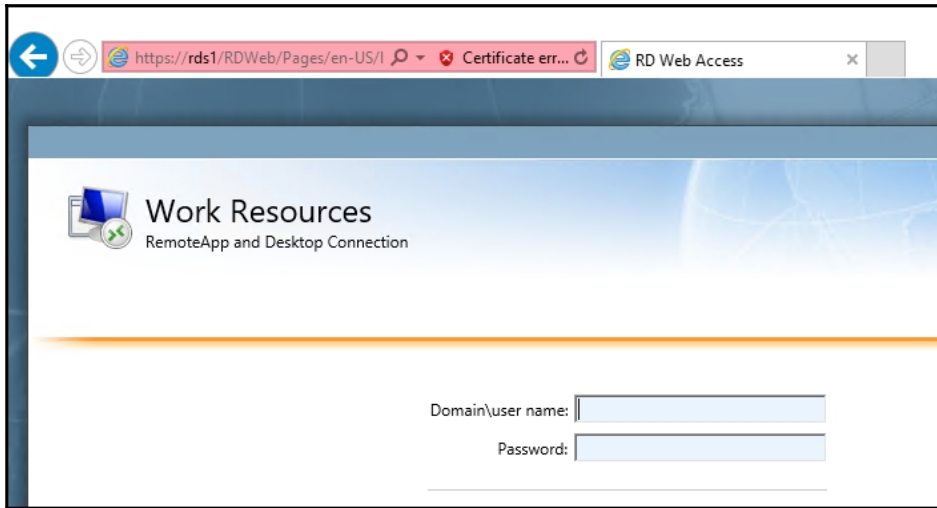 https://rds1/RDWeb/Pages/en-US/l Certificate err... RD Web Access
Work Resources
RemoteApp and Desktop Connection
Domain\user name:
Password: